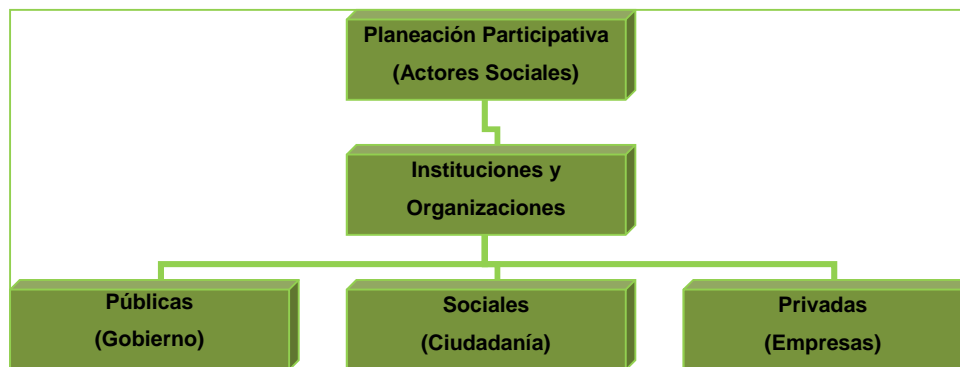 Planeación Participativa
(Actores Sociales)
Instituciones y
Organizaciones
Públicas
(Gobierno)
Sociales
(Ciudadanía)
Privadas
(Empresas)